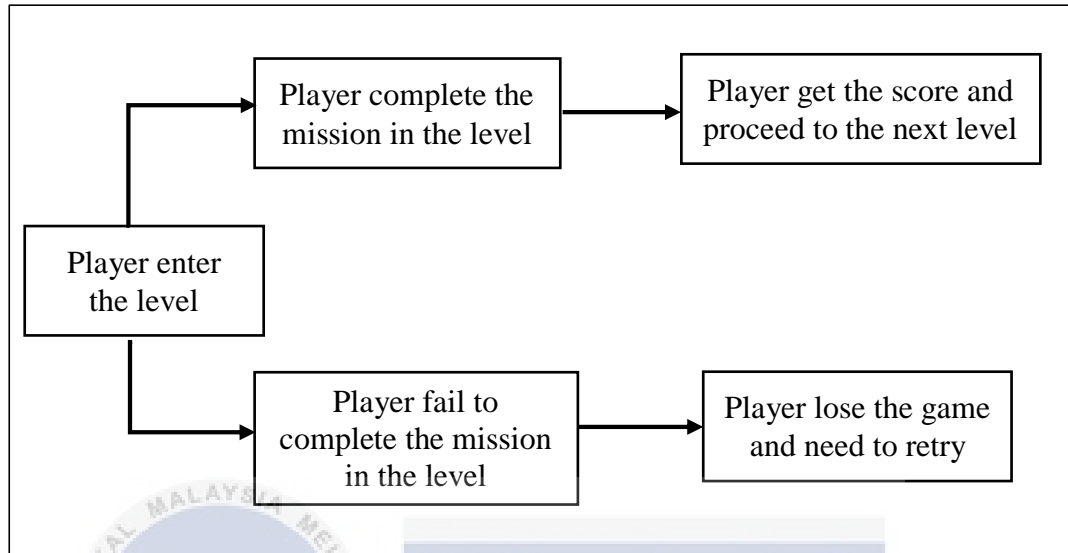 Player complete the
mission in the level
Player get the score and
proceed to the next level
Player enter
the level
Player fail to
complete the mission
in the level
Player lose the game
and need to retry
MALAYSIA